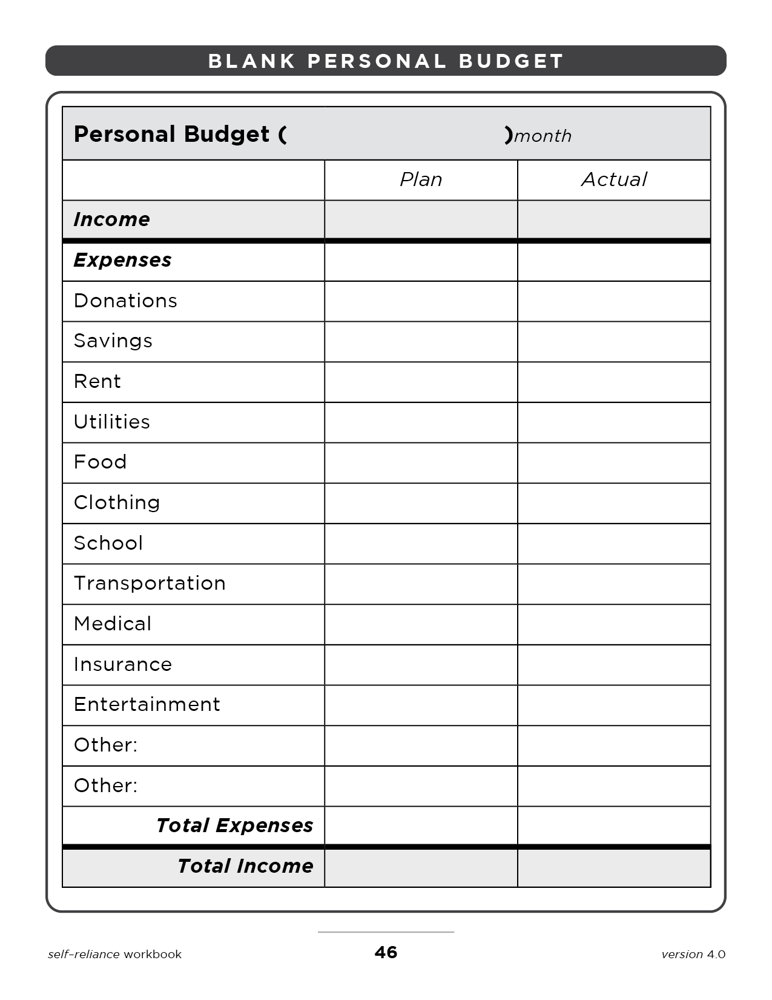 BLANK PERSONAL BUDGET
Personal Budget ( )month
Plan Actual
Income
Expenses
Donations
Savings
Rent
Utilities
Food
Clothing
School
Transportation
Medical
Insurance
Entertainment
Other:
Other:
Total Expenses
Total Income
self–reliance workbook 46 version 4.0